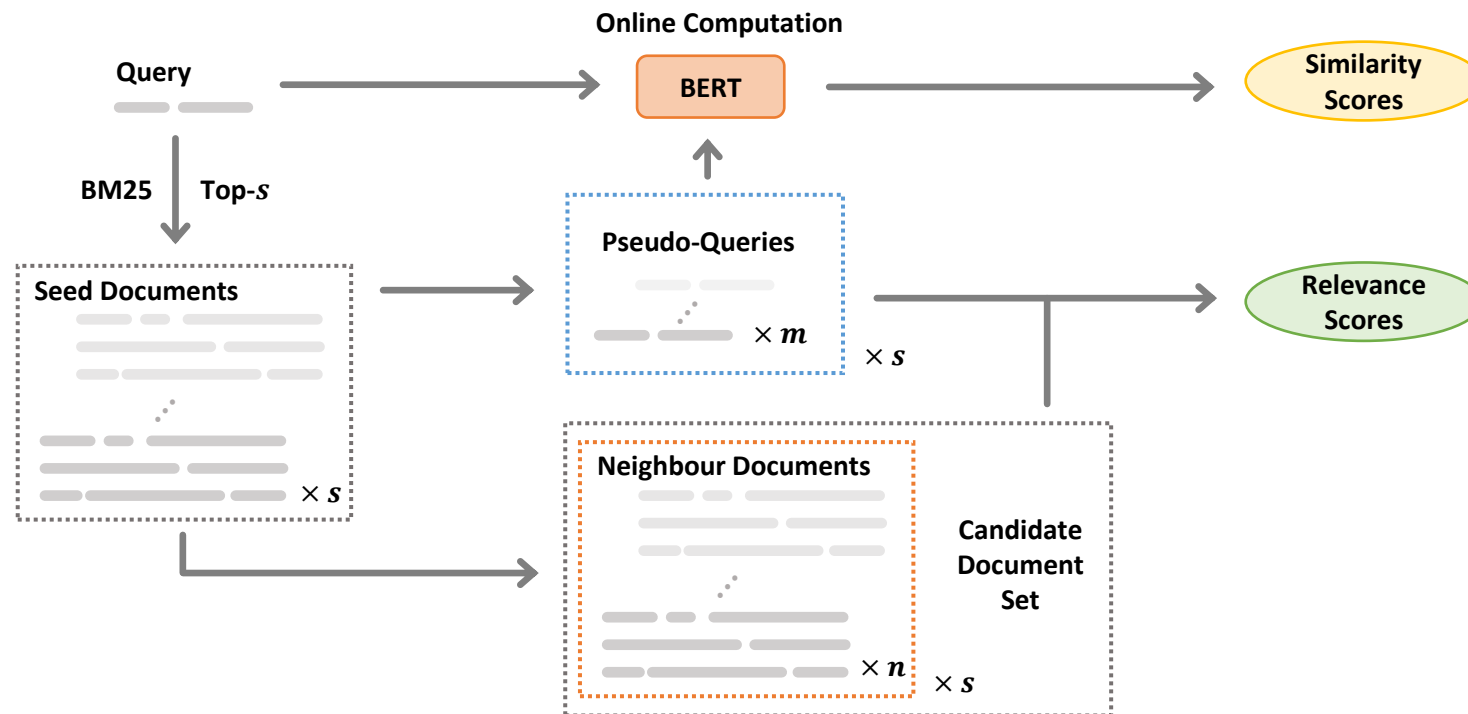 Online Computation
Query
BERT
Similarity
Scores
BM25
Top-s
Pseudo-Queries
Seed Documents
× m
× s
Relevance
Scores
× s
Neighbour Documents
Candidate
Document
Set
× n
× s